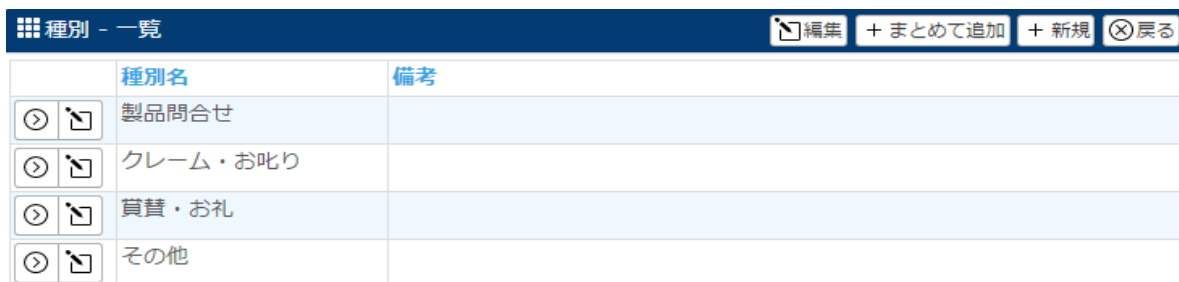 種別 - 一覧 編集 + まとめて追加 + 新規 戻る
種別名 備考
製品問合せ
クレーム・お叱り
賞賛・お礼
その他